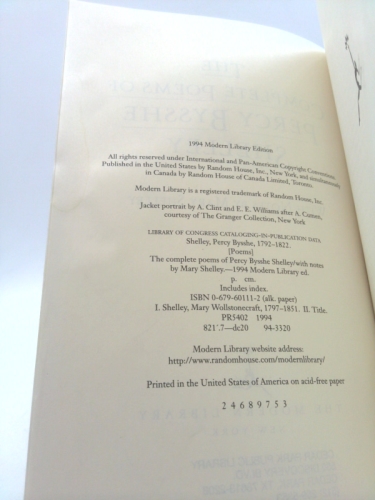 1994 Modern Library Edition
All rights reserved under International and Pan-American Copyright Conventions.
Published in the United States by Random House, Inc., New York, and simultaneously
in Canada by Random House of Canada Limited, Toronto.
Modern Library is a registered trademark of Random House, Inc.
Jacket portrait by A. Clint and E. E. Williams after A. Curran,
courtesy of The Granger Collection, New York
LIBRARY OF CONGRESS CATALOGING-IN-PUBLICATION DATA
Shelley, Percy Bysshe, 1792–1822.
[Poems]
The complete poems of Percy Bysshe Shelley/with notes
by Mary Shelley.—1994 Modern Library ed.
p. cm.
Includes index.
ISBN 0-679-60111-2 (alk. paper)
I. Shelley, Mary Wollstonecraft, 1797–1851. II. Title.
PR5402 1994
821'.7—dc20 94-3320
Modern Library website address:
http://www.randomhouse.com/modernlibrary/
Printed in the United States of America on acid-free paper
2 4 6 8 9 7 5 3